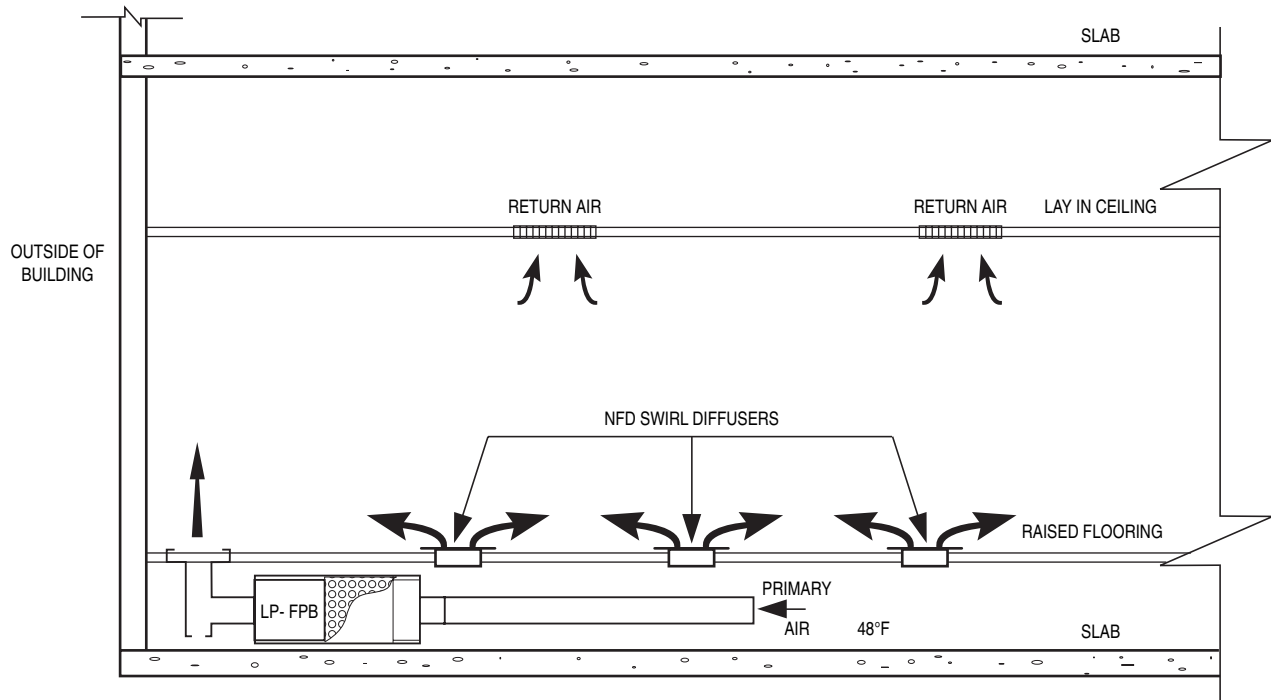 SLAB
RETURN AIR
RETURN AIR
LAY IN CEILING
OUTSIDE OF
BUILDING
NFD SWIRL DIFFUSERS
RAISED FLOORING
LP- FPB
PRIMARY
AIR 48°F
SLAB